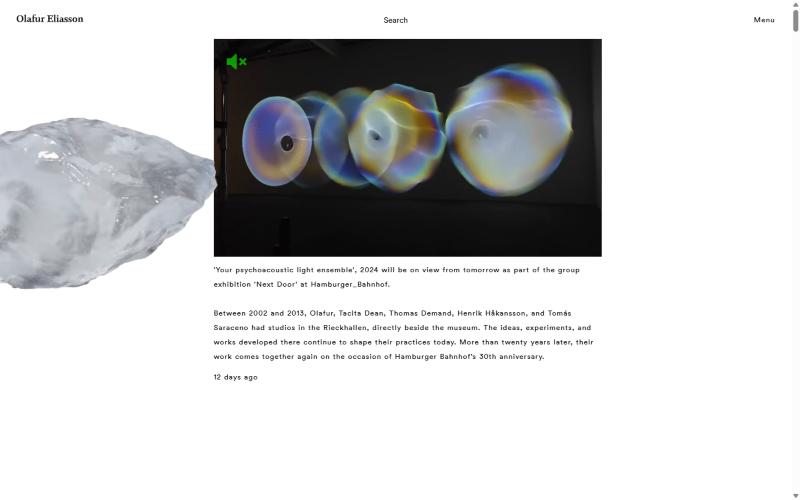 Olafur Eliasson
Search
Menu
'Your psychoacoustic light ensemble', 2024 will be on view from tomorrow as part of the group
exhibition 'Next Door' at Hamburger_Bahnhof.
Between 2002 and 2013, Olafur, Tacita Dean, Thomas Demand, Henrik Håkansson, and Tomás
Saraceno had studios in the Rieckhallen, directly beside the museum. The ideas, experiments, and
works developed there continue to shape their practices today. More than twenty years later, their
work comes together again on the occasion of Hamburger Bahnhof's 30th anniversary.
12 days ago